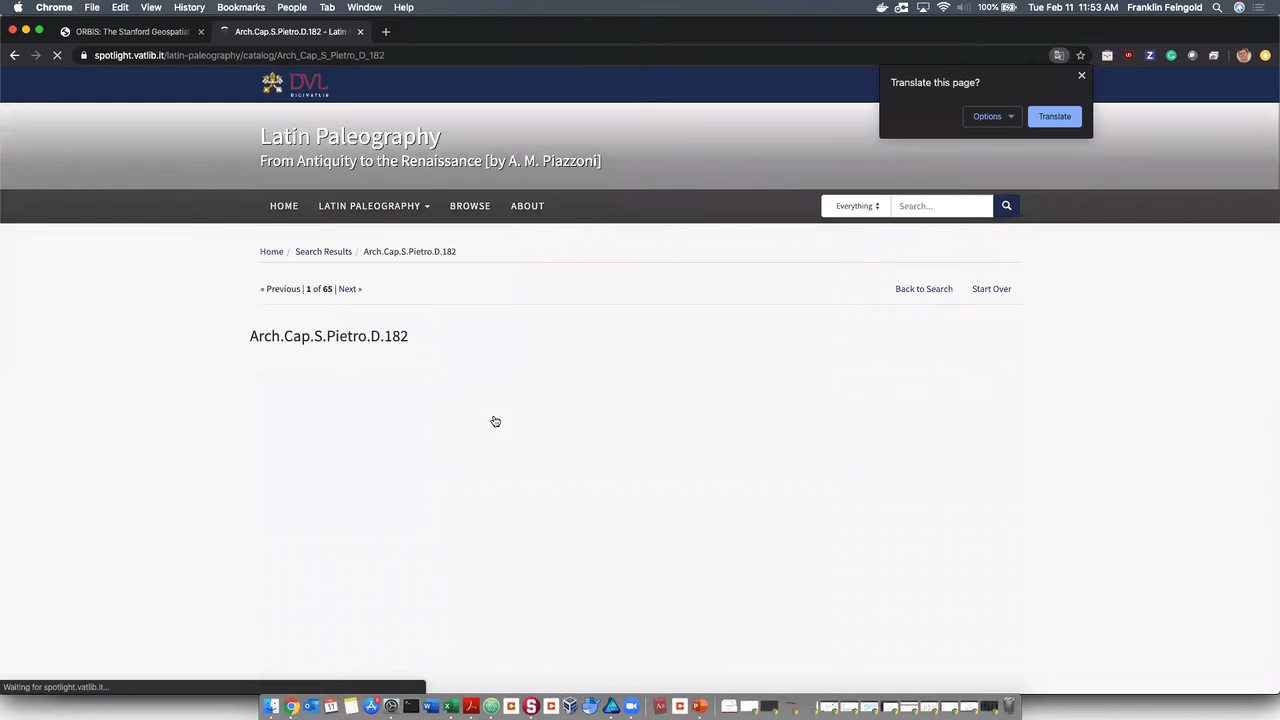 Chrome File Edit View History Bookmarks People Tab Window Help 100% Tue Feb 11 11:53 AM Franklin Feingold
ORBIS: The Stanford Geospatial Arch.Cap.S.Pietro.D.182 - Latin
spotlight.vatlib.it/latin-paleography/catalog/Arch_Cap_S_Pietro_D_182
Translate this page?
Options Translate
DVL
DIGIVATLIB
Latin Paleography
From Antiquity to the Renaissance [by A. M. Piazzoni]
HOME LATIN PALEOGRAPHY BROWSE ABOUT Everything Search...
Home / Search Results / Arch.Cap.S.Pietro.D.182
« Previous | 1 of 65 | Next » Back to Search Start Over
Arch.Cap.S.Pietro.D.182
Waiting for spotlight.vatlib.it...